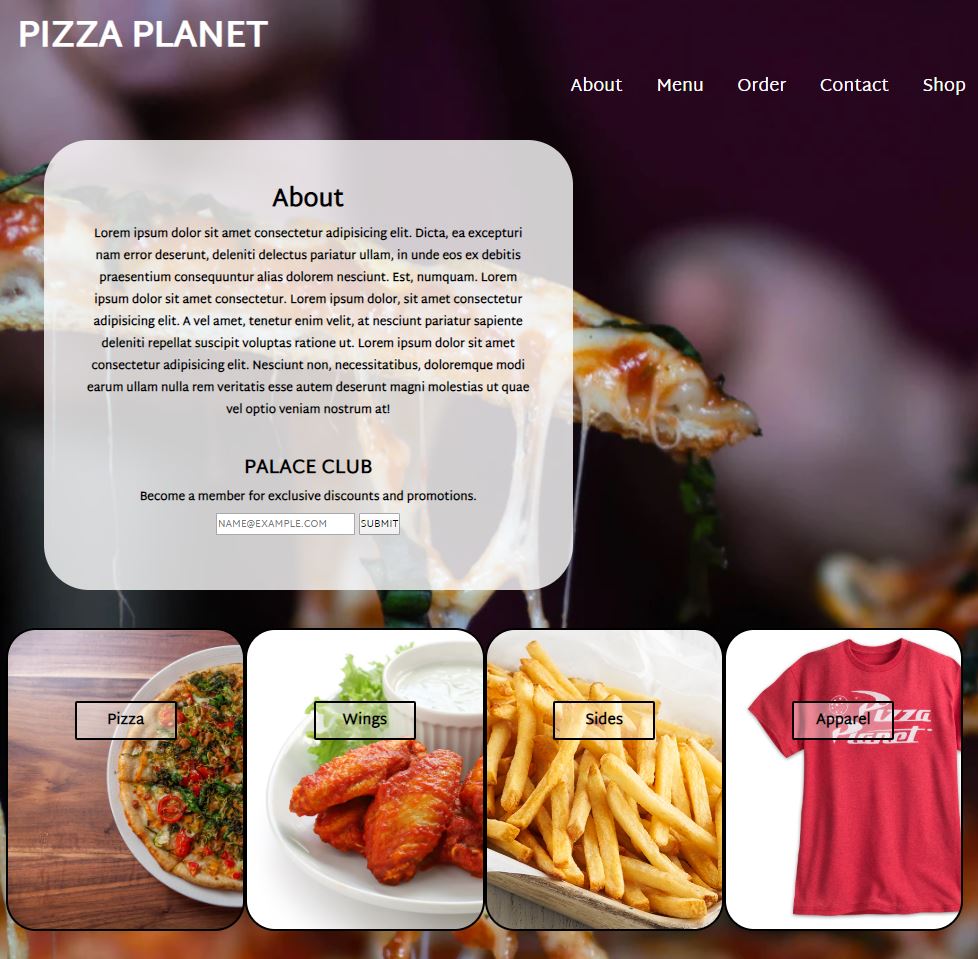 PIZZA PLANET
About Menu Order Contact Shop
About
Lorem ipsum dolor sit amet consectetur adipisicing elit. Dicta, ea excepturi
nam error deserunt, deleniti delectus pariatur ullam, in unde eos ex debitis
praesentium consequuntur alias dolorem nesciunt. Est, numquam. Lorem
ipsum dolor sit amet consectetur. Lorem ipsum dolor, sit amet consectetur
adipisicing elit. A vel amet, tenetur enim velit, at nesciunt pariatur sapiente
deleniti repellat suscipit voluptas ratione ut. Lorem ipsum dolor sit amet
consectetur adipisicing elit. Nesciunt non, necessitatibus, doloremque modi
earum ullam nulla rem veritatis esse autem deserunt magni molestias ut quae
vel optio veniam nostrum at!
PALACE CLUB
Become a member for exclusive discounts and promotions.
NAME@EXAMPLE.COM SUBMIT
Pizza Wings Sides Apparel
Pizza
Planet